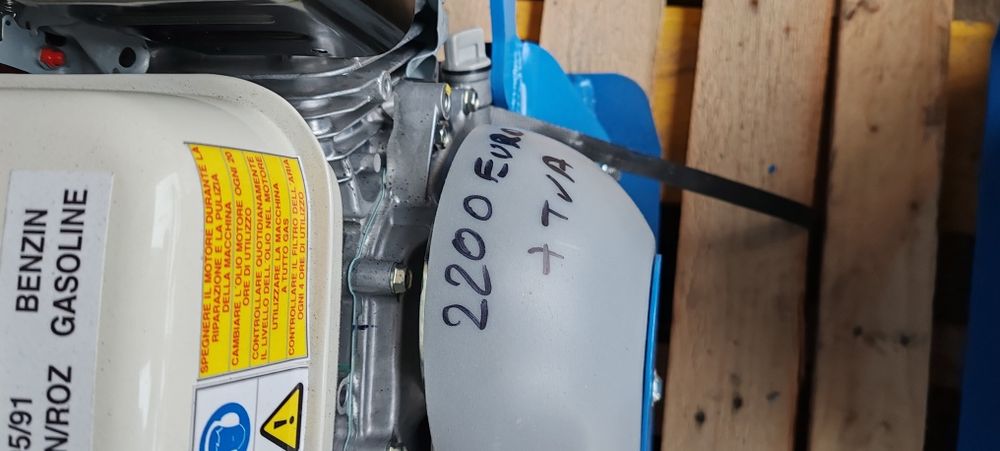 BENZIN
GASOLINE
5/91
N/ROZ
SPEGNERE IL MOTORE DURANTE LA
RIPARAZIONE E LA PULIZIA
DELLA MACCHINA
CAMBIARE L'OLIO MOTORE OGNI 20
ORE DI UTILIZZO
CONTROLLARE QUOTIDIANAMENTE
IL LIVELLO DELL'OLIO NEL MOTORE
UTILIZZARE LA MACCHINA
A TUTTO GAS
CONTROLLARE IL FILTRO DELL'ARIA
OGNI 4 ORE DI UTILIZZO
2200 EURO
+ TVA